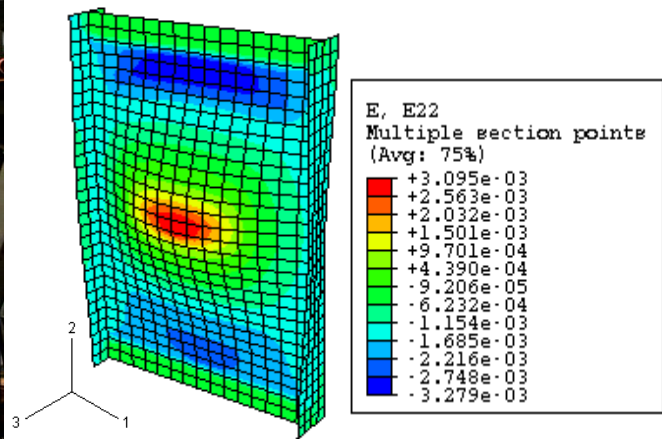 E, E22
Multiple section points
(Avg: 75%)
+3.095e-03
+2.563e-03
+2.032e-03
+1.501e-03
+9.701e-04
+4.390e-04
-9.206e-05
-6.232e-04
-1.154e-03
-1.685e-03
-2.216e-03
-2.748e-03
-3.279e-03
2
3
1